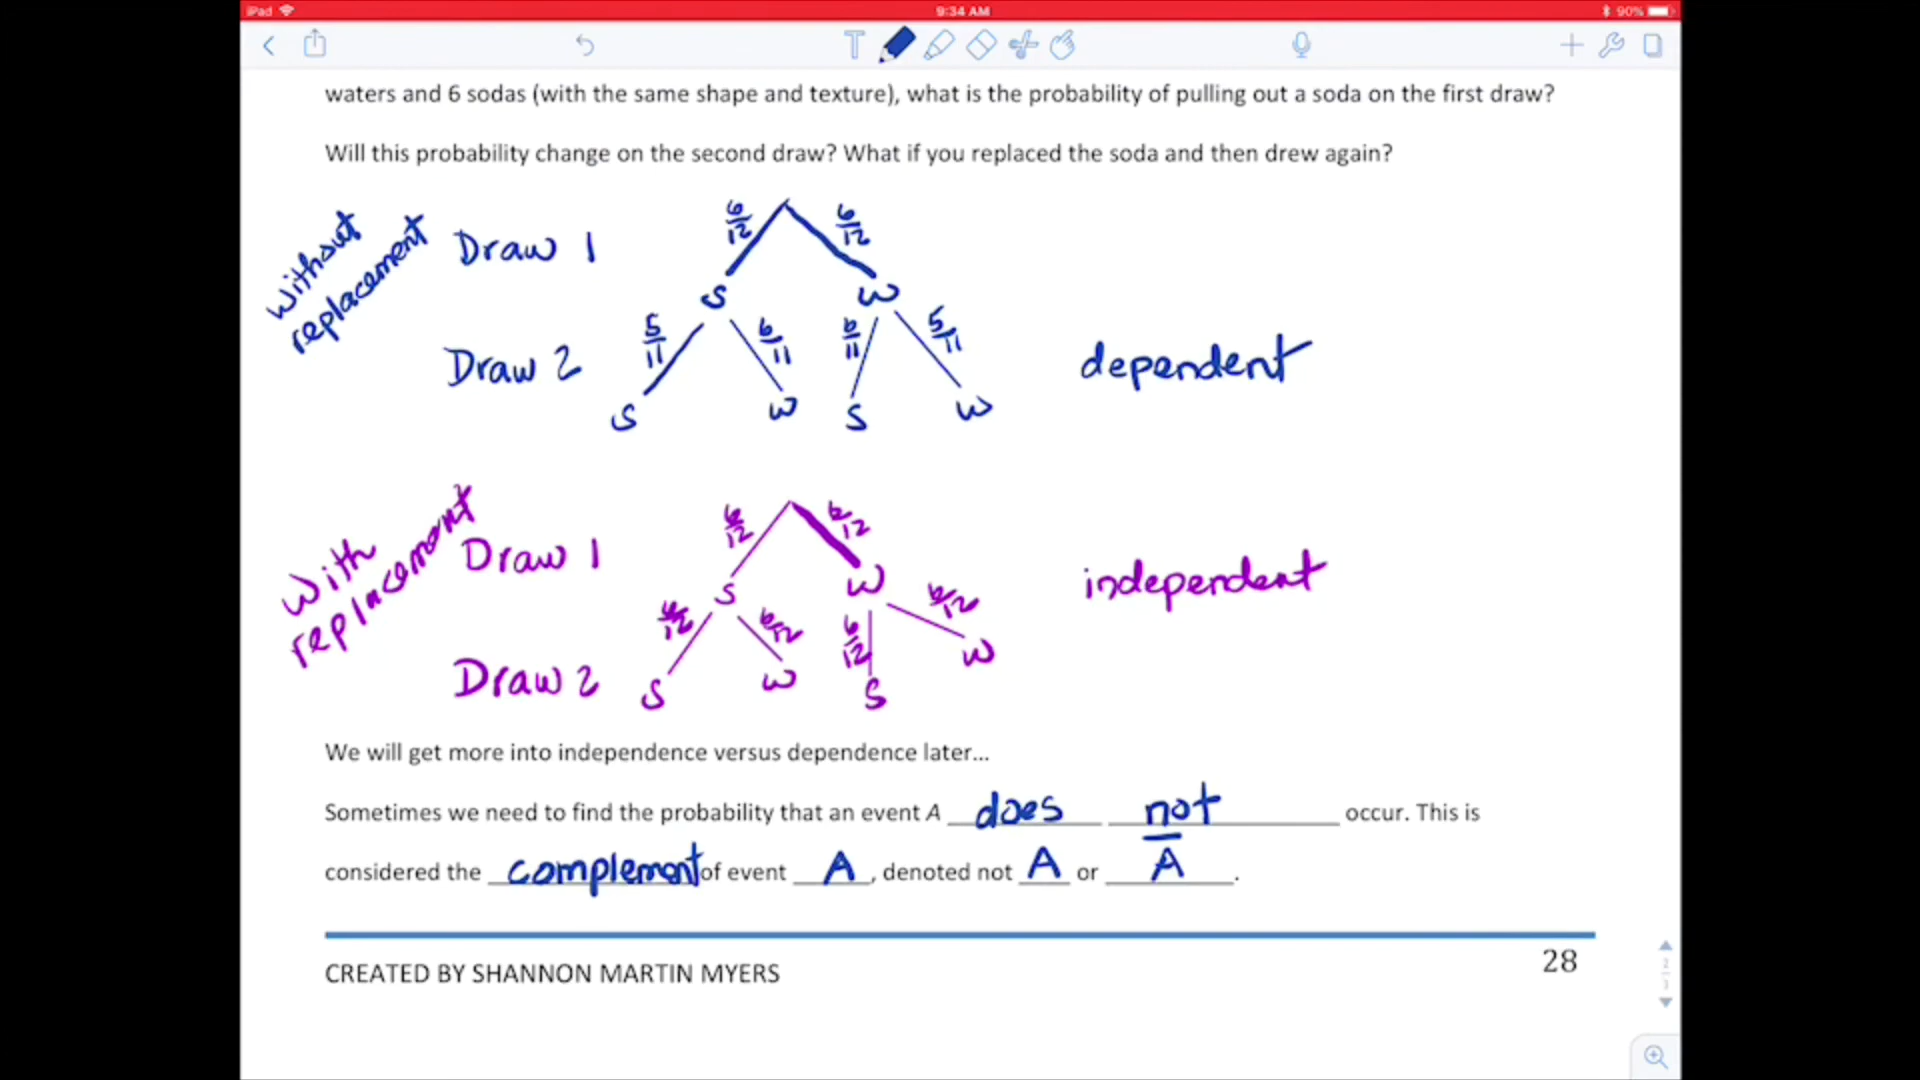 iPad
9:34 AM
90%
waters and 6 sodas (with the same shape and texture), what is the probability of pulling out a soda on the first draw?
Will this probability change on the second draw? What if you replaced the soda and then drew again?
Without replacement
Draw 1
6/12 6/12
S W
Draw 2
5/11 6/11 6/11 5/11
S W S W
dependent
With replacement
Draw 1
6/12 6/12
S W
independent
Draw 2
6/12 6/12 6/12 6/12
S W S W
We will get more into independence versus dependence later...
Sometimes we need to find the probability that an event A does not occur. This is
considered the complement of event A, denoted not A or A̅.
CREATED BY SHANNON MARTIN MYERS
28